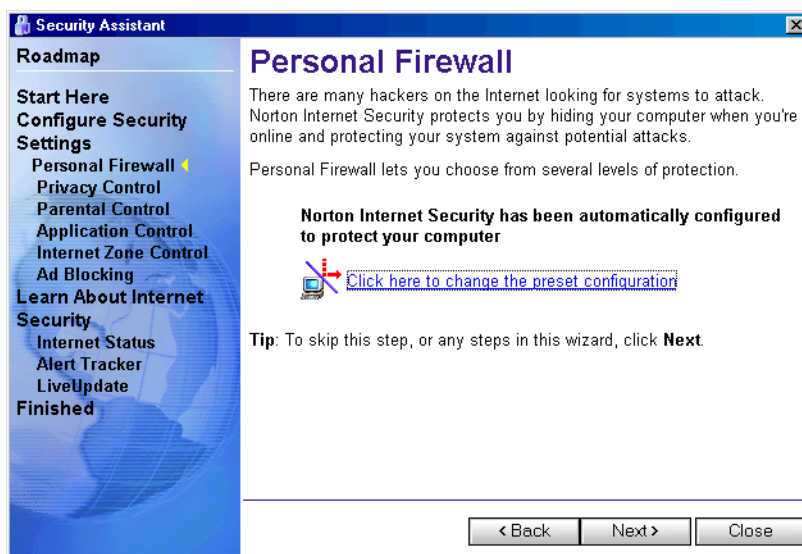 Security Assistant
Roadmap
Start Here
Configure Security
Settings
Personal Firewall
Privacy Control
Parental Control
Application Control
Internet Zone Control
Ad Blocking
Learn About Internet
Security
Internet Status
Alert Tracker
LiveUpdate
Finished
Personal Firewall
There are many hackers on the Internet looking for systems to attack.
Norton Internet Security protects you by hiding your computer when you're
online and protecting your system against potential attacks.
Personal Firewall lets you choose from several levels of protection.
Norton Internet Security has been automatically configured
to protect your computer
Click here to change the preset configuration
Tip: To skip this step, or any steps in this wizard, click Next.
< Back
Next >
Close